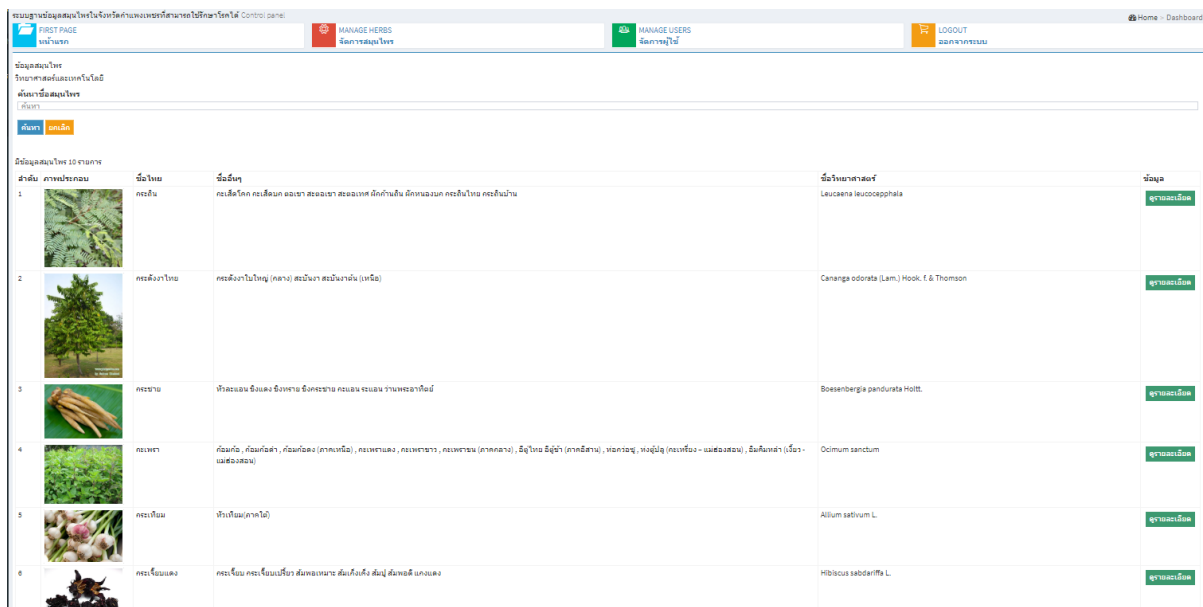 ระบบฐานข้อมูลสมุนไพรในจังหวัดกำแพงเพชรที่สามารถใช้รักษาโรคได้ Control panel
Home > Dashboard
FIRST PAGE
หน้าแรก
MANAGE HERBS
จัดการสมุนไพร
MANAGE USERS
จัดการผู้ใช้
LOGOUT
ออกจากระบบ
ข้อมูลสมุนไพร
วิทยาศาสตร์และเทคโนโลยี
ค้นหาชื่อสมุนไพร
ค้นหา
ค้นหา ยกเลิก
มีข้อมูลสมุนไพร 10 รายการ
ลำดับ ภาพประกอบ ชื่อไทย ชื่ออื่นๆ ชื่อวิทยาศาสตร์ ข้อมูล
1 กระถิน กะเส็ดโคก กะเส็ดบก ตอเบา สะตอเบา สะตอเทศ ผักก้านถิน ผักหนองบก กระถินไทย กระถินบ้าน Leucaena leucocepphala ดูรายละเอียด
2 กระดังงาไทย กระดังงาใบใหญ่ (กลาง) สะบันงา สะบันงาต้น (เหนือ) Cananga odorata (Lam.) Hook. f. & Thomson ดูรายละเอียด
3 กระชาย หัวละแอน ขิงแดง ขิงทราย ขิงกระชาย กะแอน ระแอน ว่านพระอาทิตย์ Boesenbergia pandurata Holtt. ดูรายละเอียด
4 กะเพรา ก้อมก้อ , ก้อมก้อดำ , ก้อมก้อดง (ภาคเหนือ) , กะเพราแดง , กะเพราขาว , กะเพราขน (ภาคกลาง) , อีตู่ไทย อีตู่ข้า (ภาคอีสาน) , ห่อกวอซู , ห่อตูปลู (กะเหรี่ยง - แม่ฮ่องสอน) , อิ่มคิมหลำ (เงี้ยว - Ocimum sanctum ดูรายละเอียด
แม่ฮ่องสอน)
5 กระเทียม หัวเทียม(ภาคใต้) Allium sativum L. ดูรายละเอียด
6 กระเจี๊ยบแดง กระเจี๊ยบ กระเจี๊ยบเปรี้ยว ส้มพอเหมาะ ส้มเก็งเค็ง ส้มปู ส้มพอดี แกงแดง Hibiscus sabdariffa L. ดูรายละเอียด